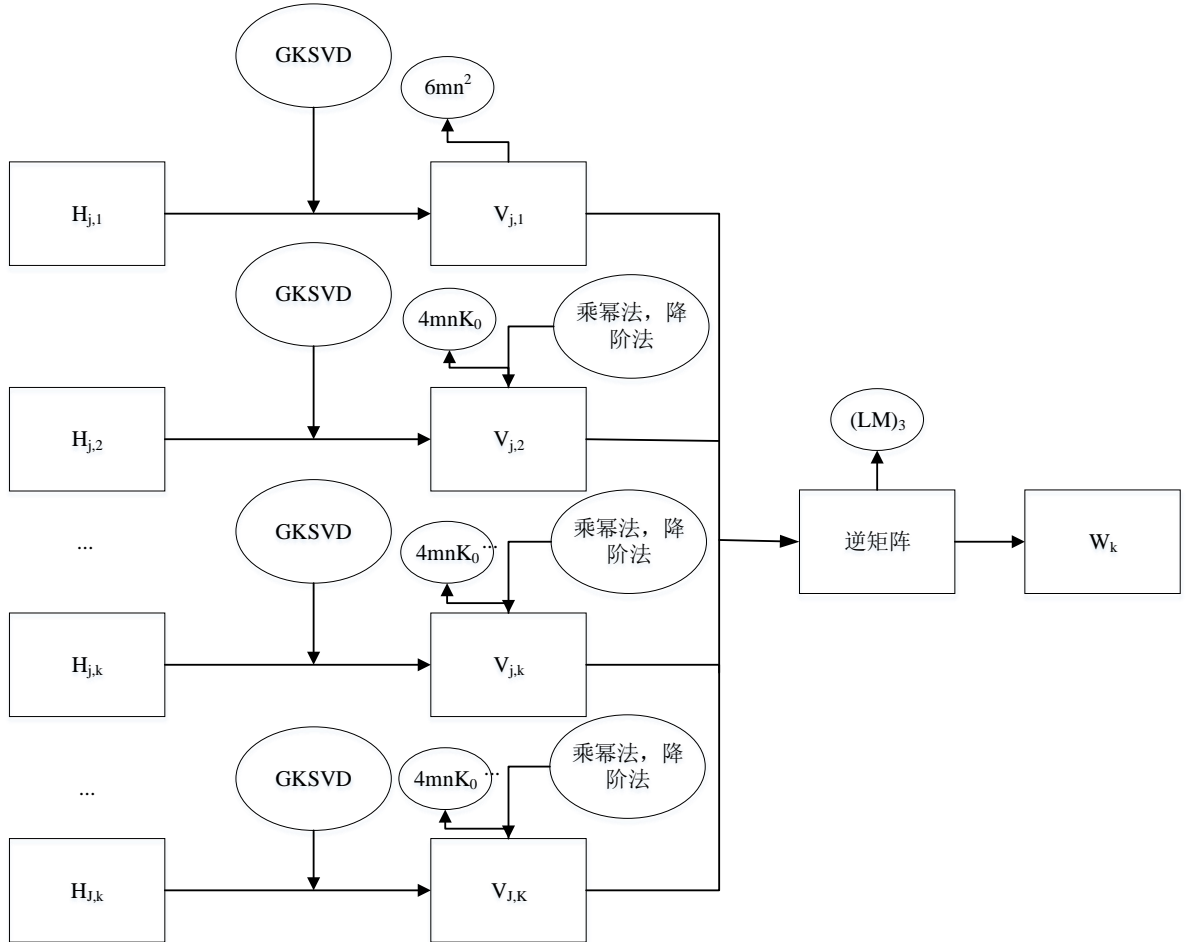 GKSVD
6mn²
H_{j,1}
V_{j,1}
GKSVD
4mnK₀
乘幂法，降
阶法
H_{j,2}
V_{j,2}
(LM)₃
...
GKSVD
4mnK₀
...
乘幂法，降
阶法
逆矩阵
W_k
H_{j,k}
V_{j,k}
...
GKSVD
4mnK₀
...
乘幂法，降
阶法
H_{J,k}
V_{J,K}